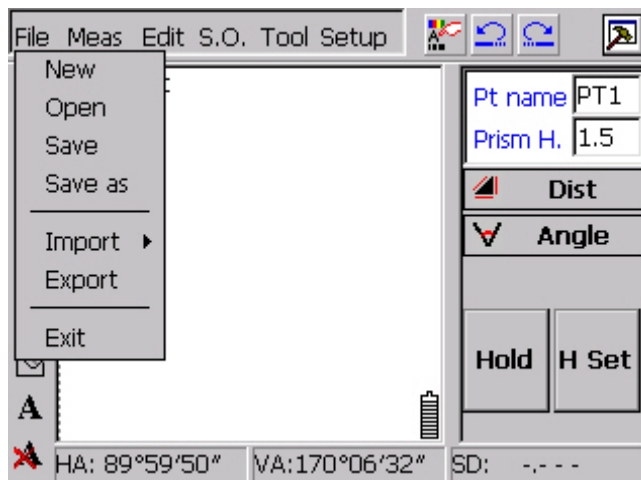 File Meas Edit S.O. Tool Setup
New
Open
Save
Save as
Import
Export
Exit
Pt name PT1
Prism H. 1.5
Dist
Angle
Hold H Set
A
HA: 89°59'50" VA:170°06'32" SD: -.- - -